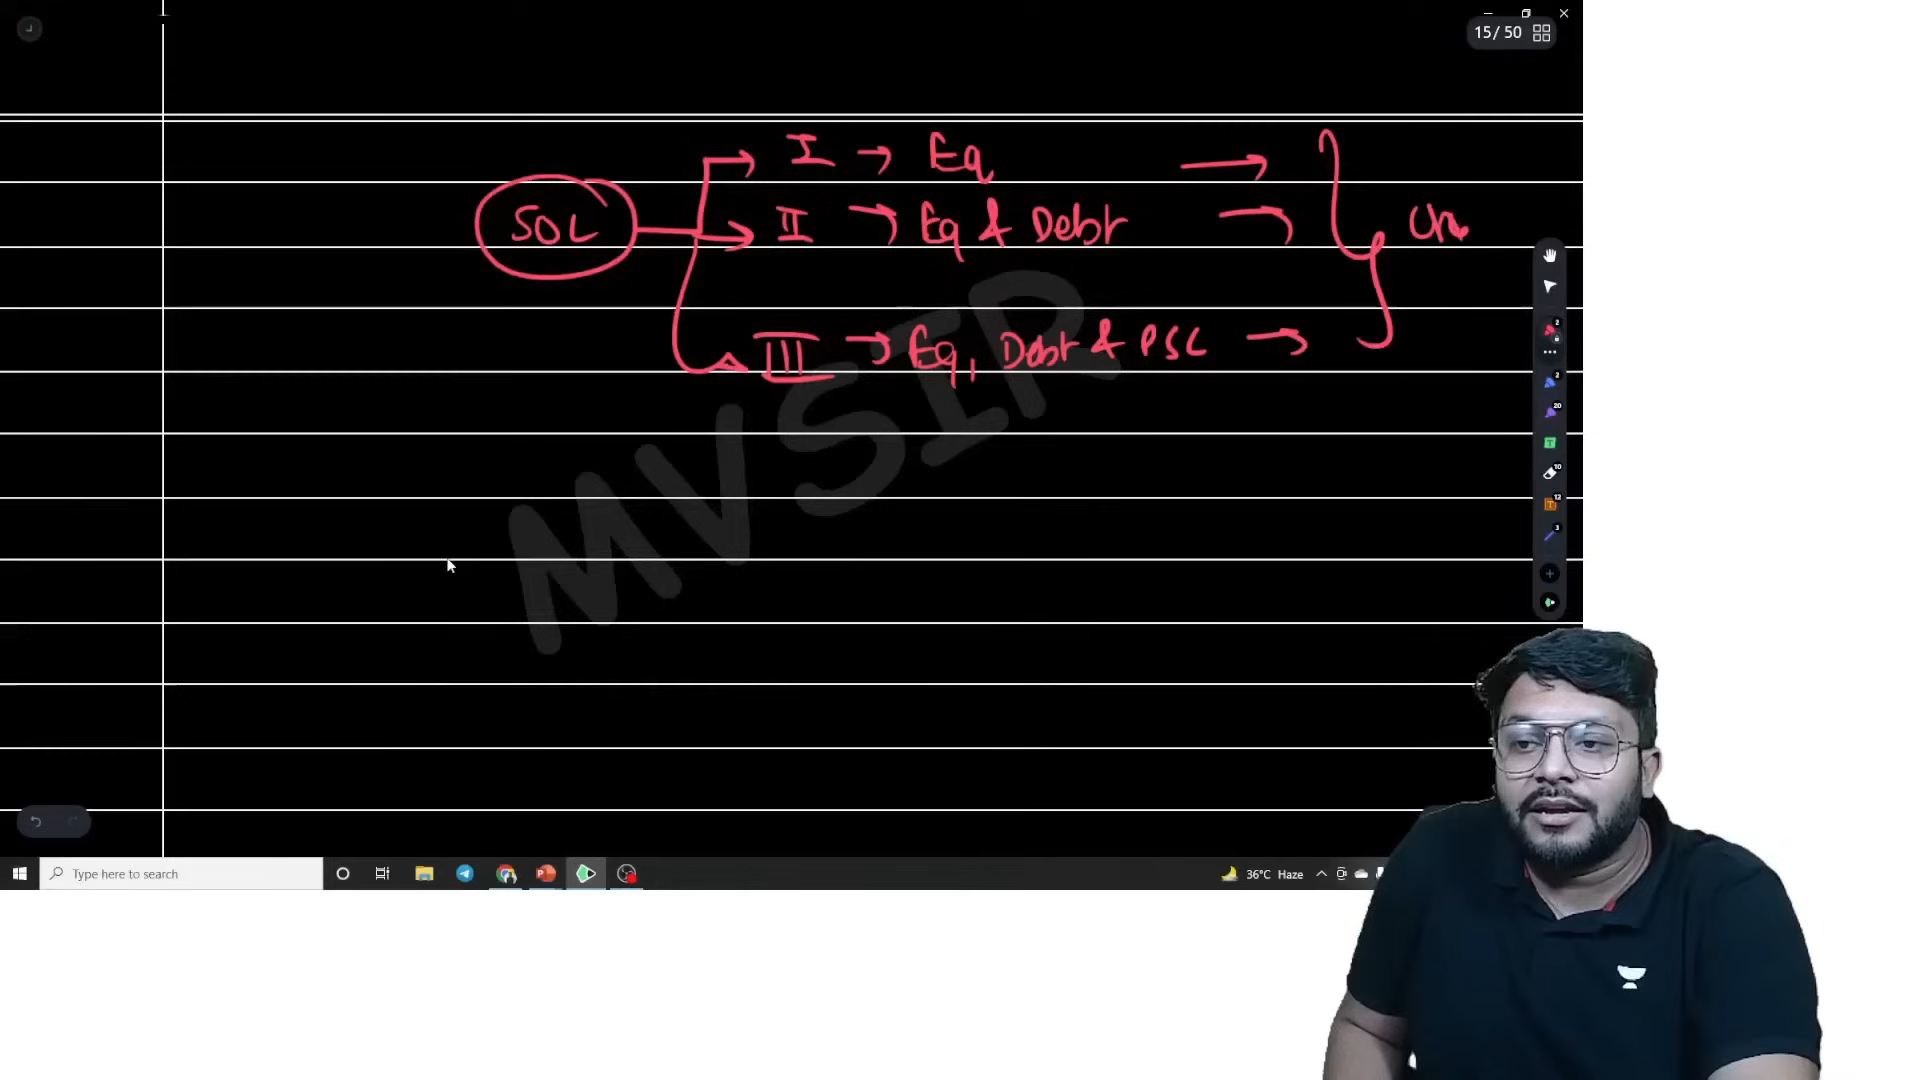 15/ 50
I → Eq →
SOL → II → Eq & Debt →
III → Eq, Debt & PSC →
MVSIR
Type here to search
36°C Haze